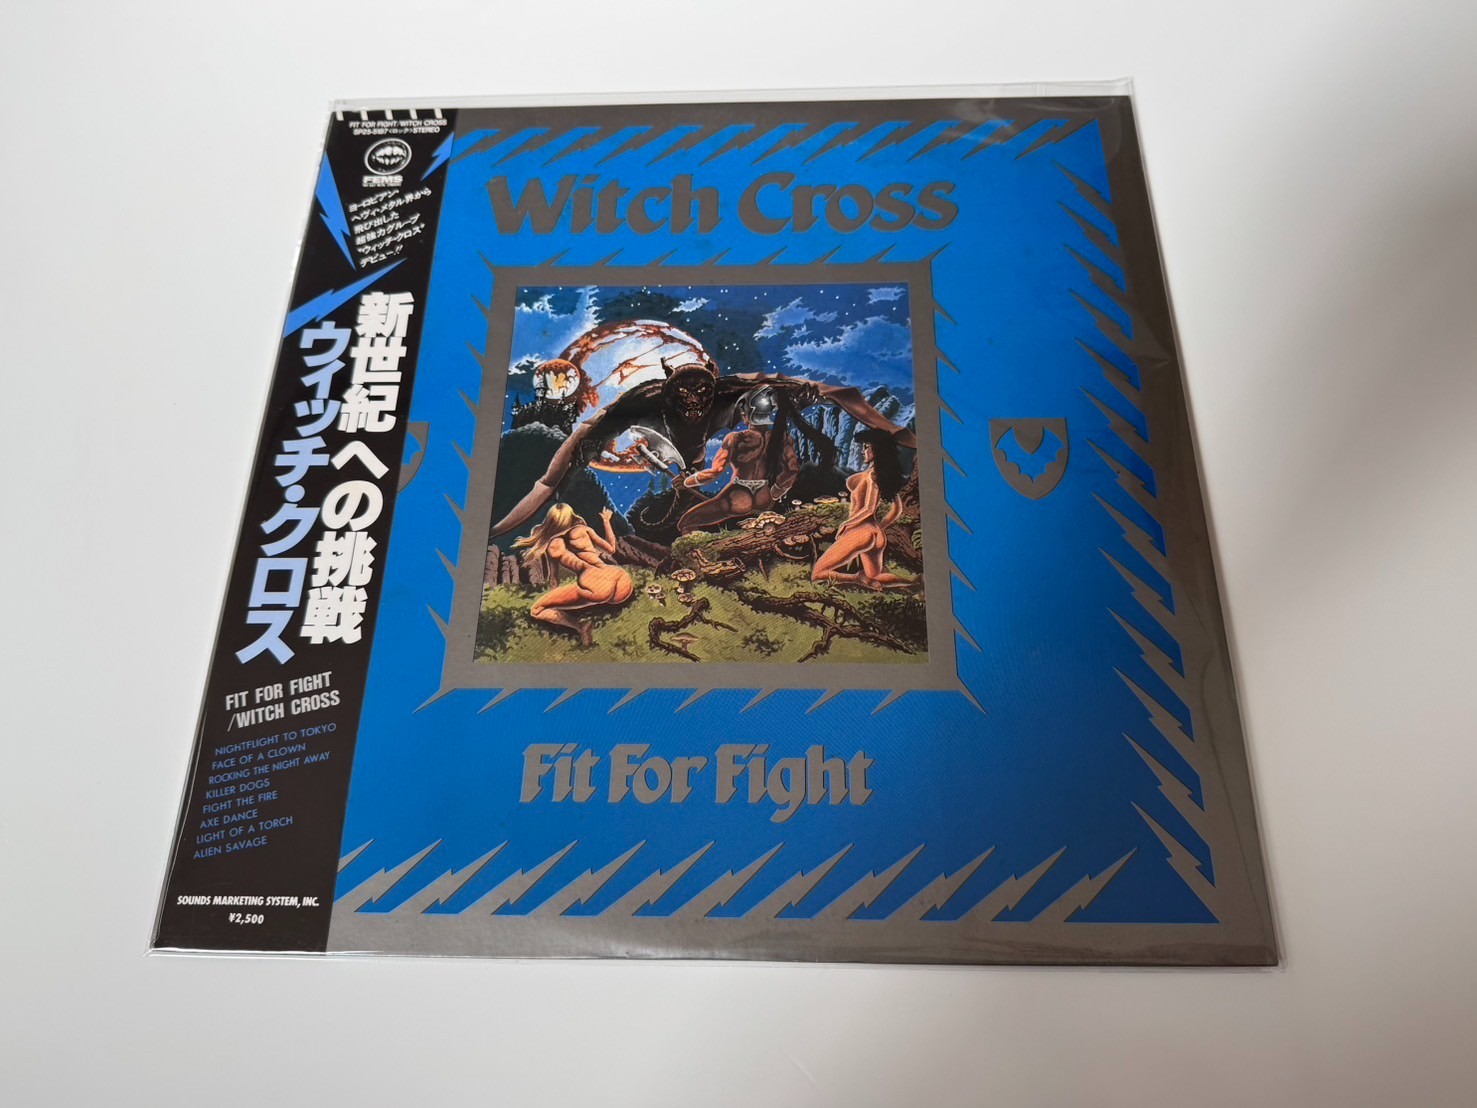 FIT FOR FIGHT/WITCH CROSS
SP25-5187〈ロック〉STEREO
FEMS
ヨーロピアン・
ヘヴィ・メタル界から
飛び出した
超強力グループ
"ウィッチ・クロス"
デビュー!!
新世紀への挑戦
ウィッチ・クロス
FIT FOR FIGHT
/WITCH CROSS
NIGHTFLIGHT TO TOKYO
FACE OF A CLOWN
ROCKING THE NIGHT AWAY
KILLER DOGS
FIGHT THE FIRE
AXE DANCE
LIGHT OF A TORCH
ALIEN SAVAGE
SOUNDS MARKETING SYSTEM, INC.
¥2,500
Witch Cross
Fit For Fight